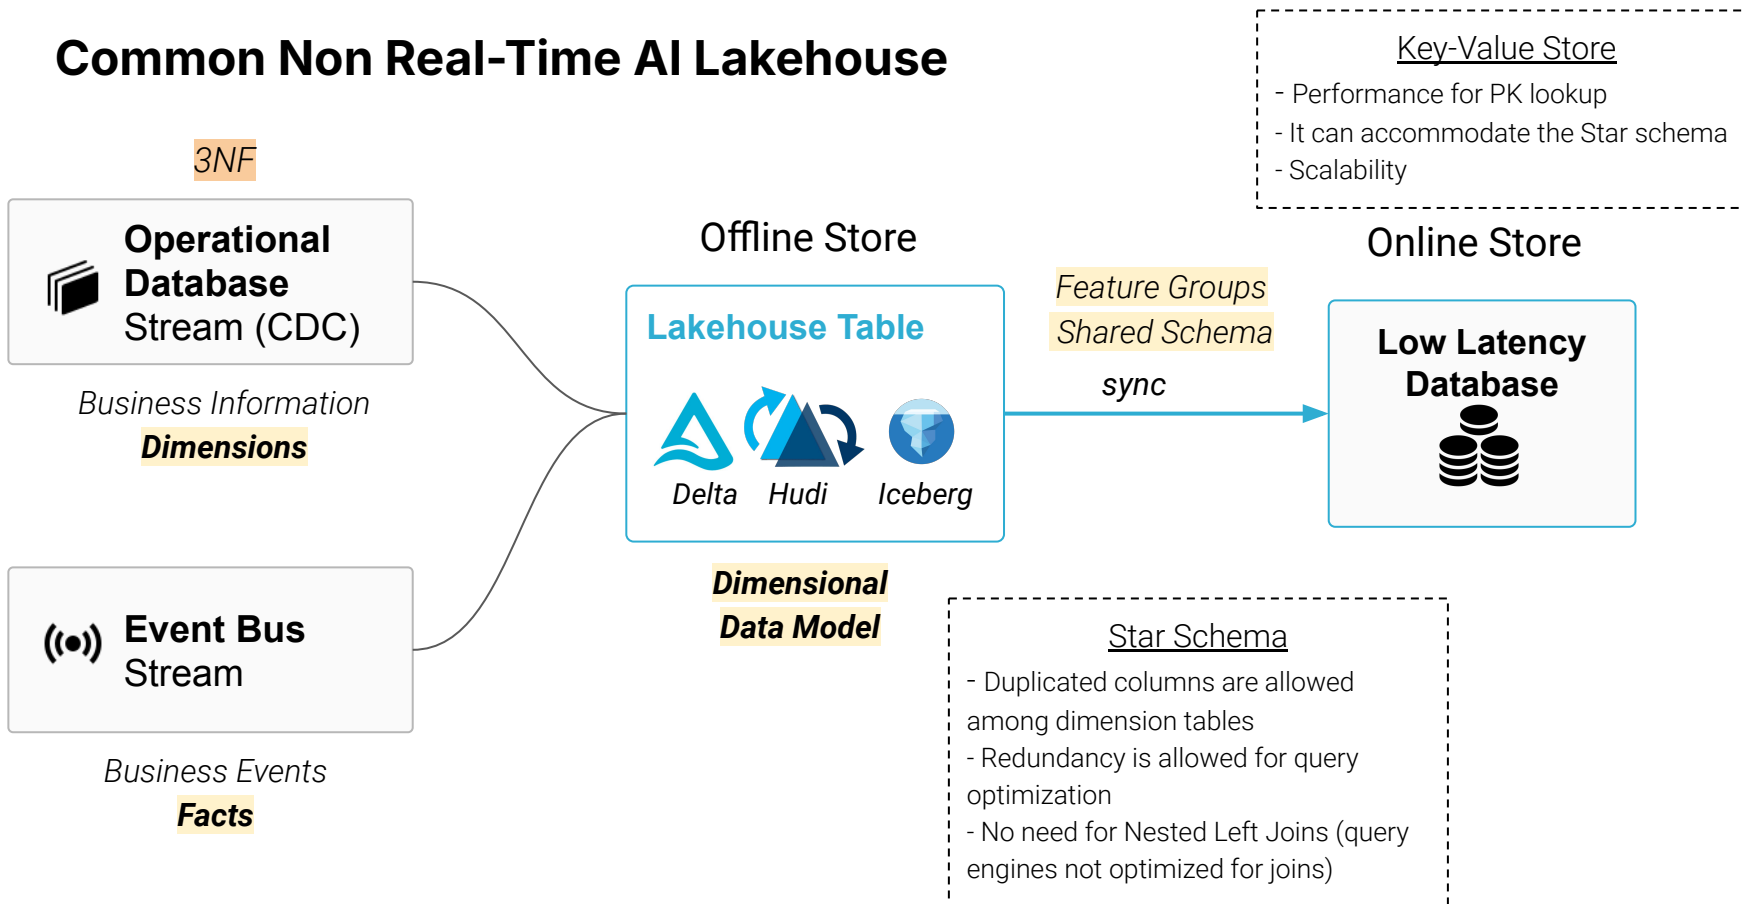 Common Non Real-Time AI Lakehouse
Key-Value Store
- Performance for PK lookup
- It can accommodate the Star schema
- Scalability
3NF
Operational
Database
Stream (CDC)
Business Information
Dimensions
Event Bus
Stream
Business Events
Facts
Offline Store
Lakehouse Table
Delta
Hudi
Iceberg
Dimensional
Data Model
Feature Groups
Shared Schema
sync
Online Store
Low Latency
Database
Star Schema
- Duplicated columns are allowed
among dimension tables
- Redundancy is allowed for query
optimization
- No need for Nested Left Joins (query
engines not optimized for joins)